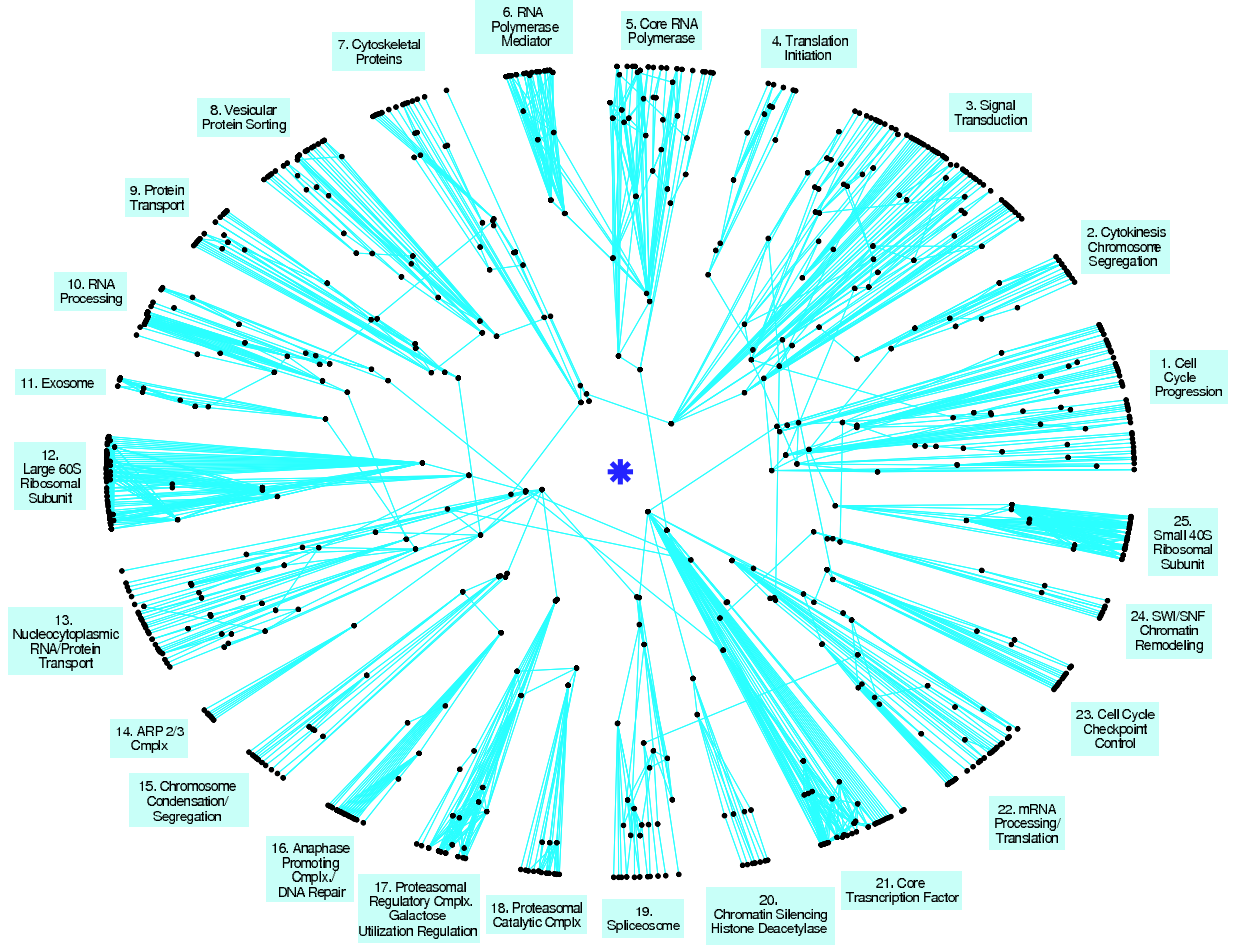 6. RNA
Polymerase
Mediator
5. Core RNA
Polymerase
4. Translation
Initiation
7. Cytoskeletal
Proteins
3. Signal
Transduction
8. Vesicular
Protein Sorting
2. Cytokinesis
Chromosome
Segregation
9. Protein
Transport
10. RNA
Processing
1. Cell
Cycle
Progression
11. Exosome
12.
Large 60S
Ribosomal
Subunit
25.
Small 40S
Ribosomal
Subunit
13.
Nucleocytoplasmic
RNA/Protein
Transport
24. SWI/SNF
Chromatin
Remodeling
14. ARP 2/3
Cmplx
23. Cell Cycle
Checkpoint
Control
15. Chromosome
Condensation/
Segregation
22. mRNA
Processing/
Translation
16. Anaphase
Promoting
Cmplx./
DNA Repair
17. Proteasomal
Regulatory Cmplx.
Galactose
Utilization Regulation
18. Proteasomal
Catalytic Cmplx
19.
Spliceosome
20.
Chromatin Silencing
Histone Deacetylase
21. Core
Trasncription Factor